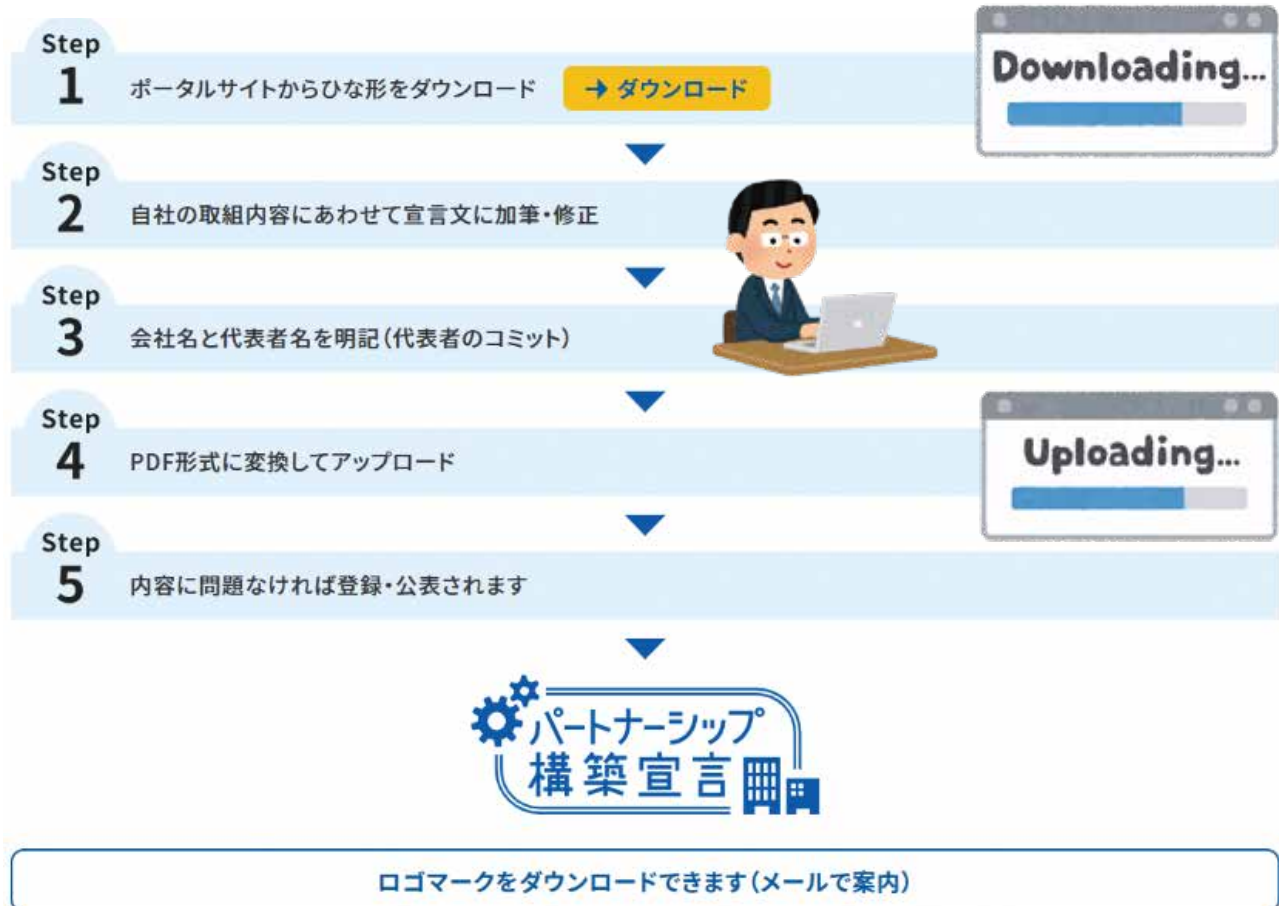 Step
1
ポータルサイトからひな形をダウンロード
→ ダウンロード
Downloading...
Step
2
自社の取組内容にあわせて宣言文に加筆・修正
Step
3
会社名と代表者名を明記（代表者のコミット）
Step
4
PDF形式に変換してアップロード
Uploading...
Step
5
内容に問題なければ登録・公表されます
パートナーシップ
構築宣言
ロゴマークをダウンロードできます（メールで案内）